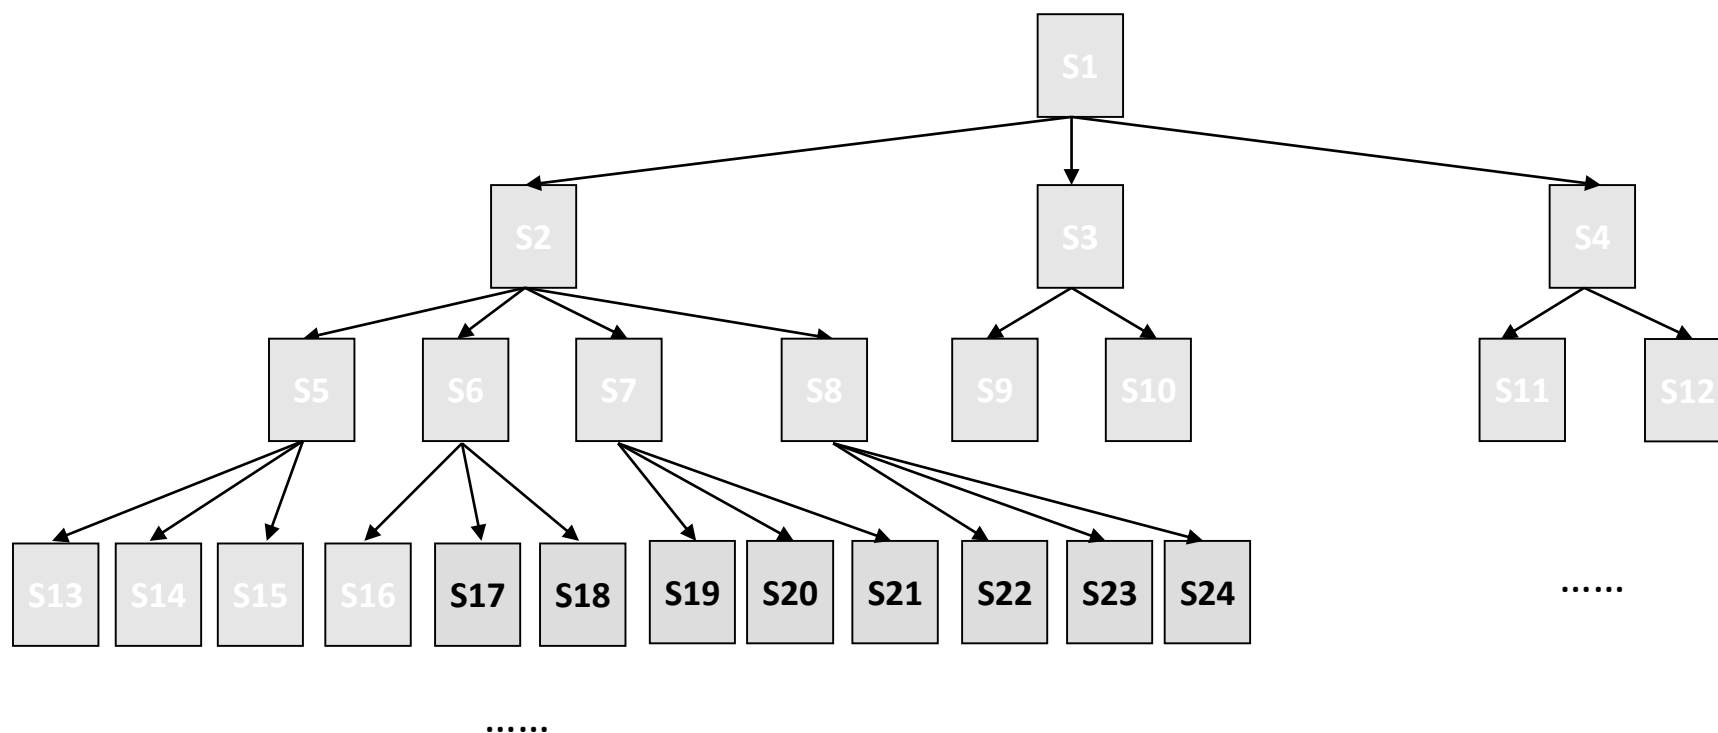 S1
S2 S3 S4
S5 S6 S7 S8 S9 S10 S11 S12
S13 S14 S15 S16 S17 S18 S19 S20 S21 S22 S23 S24 ……
……